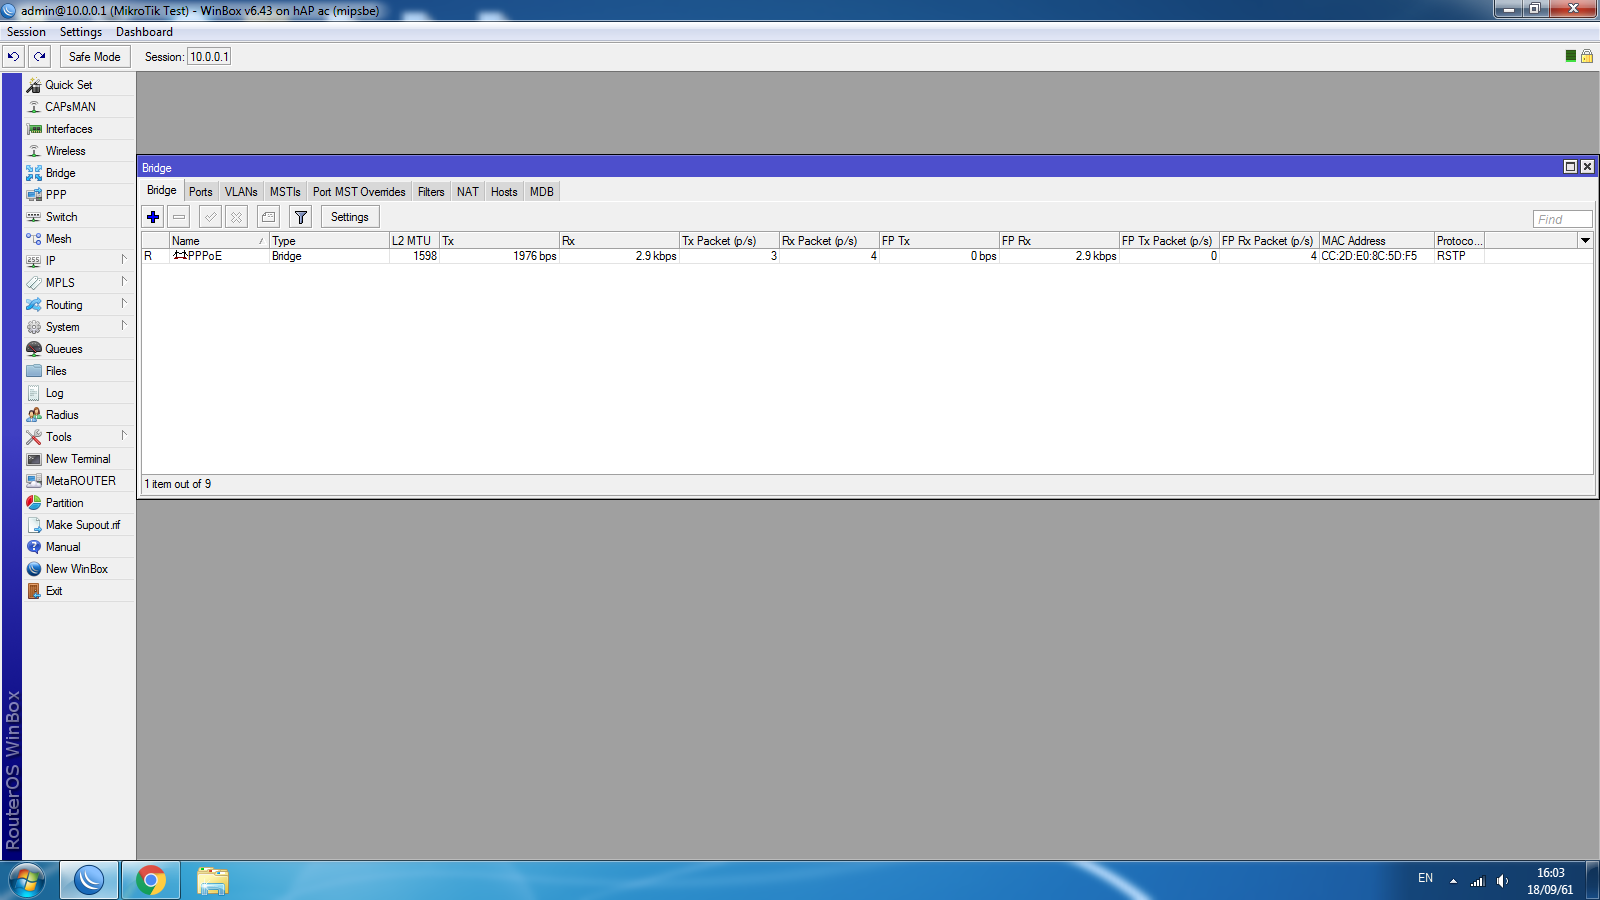 admin@10.0.0.1 (MikroTik Test) - WinBox v6.43 on hAP ac (mipsbe)
Session Settings Dashboard
Safe Mode Session: 10.0.0.1
Quick Set
CAPsMAN
Interfaces
Wireless
Bridge
PPP
Switch
Mesh
IP
MPLS
Routing
System
Queues
Files
Log
Radius
Tools
New Terminal
MetaROUTER
Partition
Make Supout.rif
Manual
New WinBox
Exit
RouterOS WinBox
Bridge
Bridge Ports VLANs MSTIs Port MST Overrides Filters NAT Hosts MDB
Settings Find
Name Type L2 MTU Tx Rx Tx Packet (p/s) Rx Packet (p/s) FP Tx FP Rx FP Tx Packet (p/s) FP Rx Packet (p/s) MAC Address Protoco...
R PPPoE Bridge 1598 1976 bps 2.9 kbps 3 4 0 bps 2.9 kbps 0 4 CC:2D:E0:8C:5D:F5 RSTP
1 item out of 9
EN 16:03
18/09/61